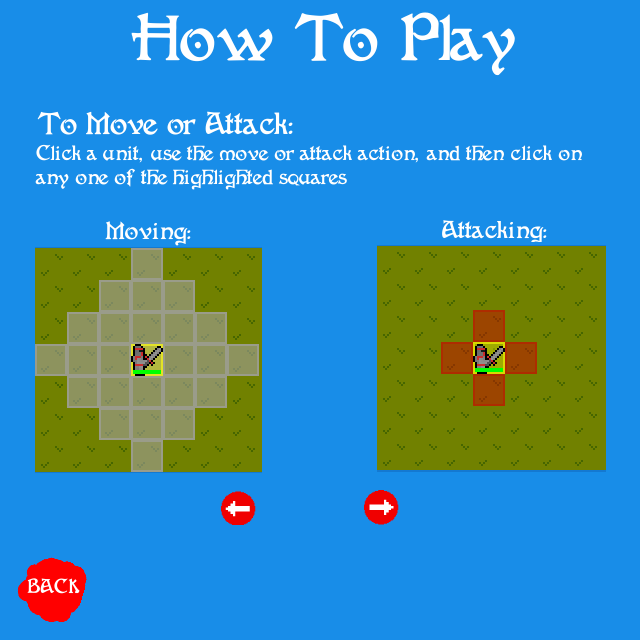 How To Play
To Move or Attack:
Click a unit, use the move or attack action, and then click on
any one of the highlighted squares
Moving:
Attacking:
BACK